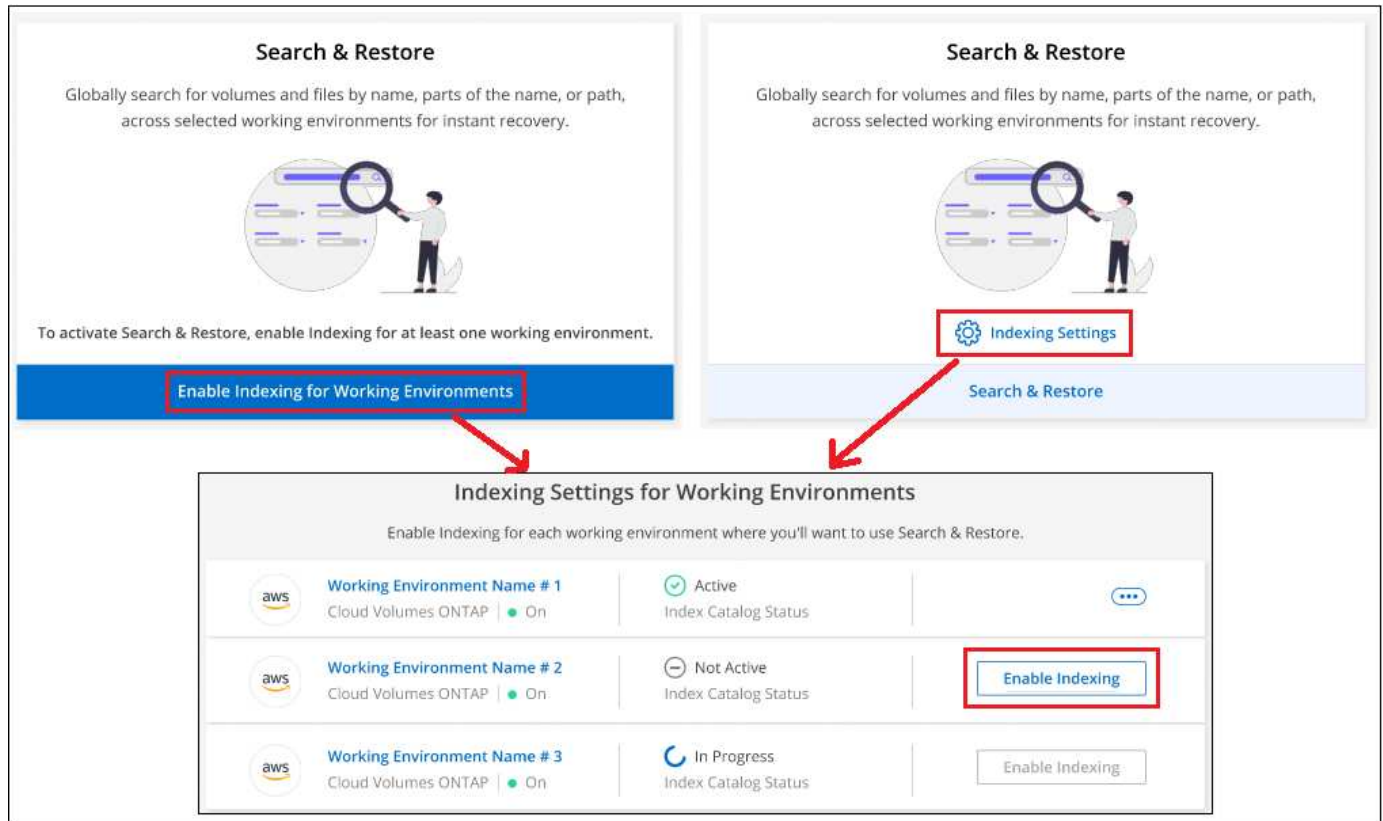 Search & Restore
Globally search for volumes and files by name, parts of the name, or path,
across selected working environments for instant recovery.
To activate Search & Restore, enable Indexing for at least one working environment.
Enable Indexing for Working Environments
Search & Restore
Globally search for volumes and files by name, parts of the name, or path,
across selected working environments for instant recovery.
Indexing Settings
Search & Restore
Indexing Settings for Working Environments
Enable Indexing for each working environment where you'll want to use Search & Restore.
aws
Working Environment Name # 1
Cloud Volumes ONTAP | On
Active
Index Catalog Status
aws
Working Environment Name # 2
Cloud Volumes ONTAP | On
Not Active
Index Catalog Status
Enable Indexing
aws
Working Environment Name # 3
Cloud Volumes ONTAP | On
In Progress
Index Catalog Status
Enable Indexing